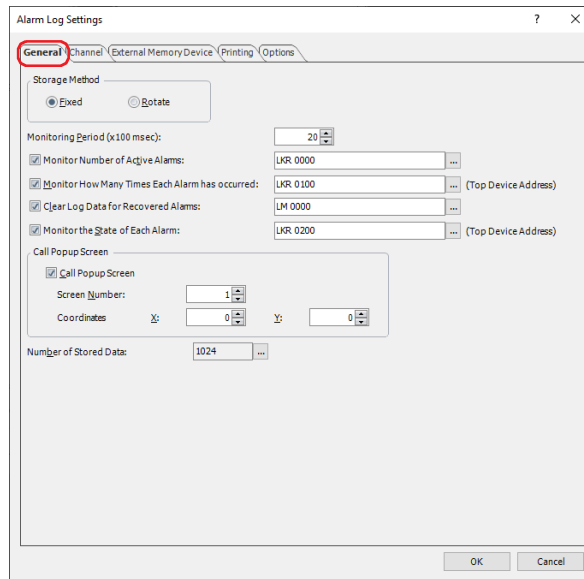 Alarm Log Settings ? ×
General Channel External Memory Device Printing Options
Storage Method
Fixed Rotate
Monitoring Period (x100 msec): 20
Monitor Number of Active Alarms: LKR 0000 ...
Monitor How Many Times Each Alarm has occurred: LKR 0100 ... (Top Device Address)
Clear Log Data for Recovered Alarms: LM 0000 ...
Monitor the State of Each Alarm: LKR 0200 ... (Top Device Address)
Call Popup Screen
Call Popup Screen
Screen Number: 1
Coordinates X: 0 Y: 0
Number of Stored Data: 1024 ...
OK Cancel